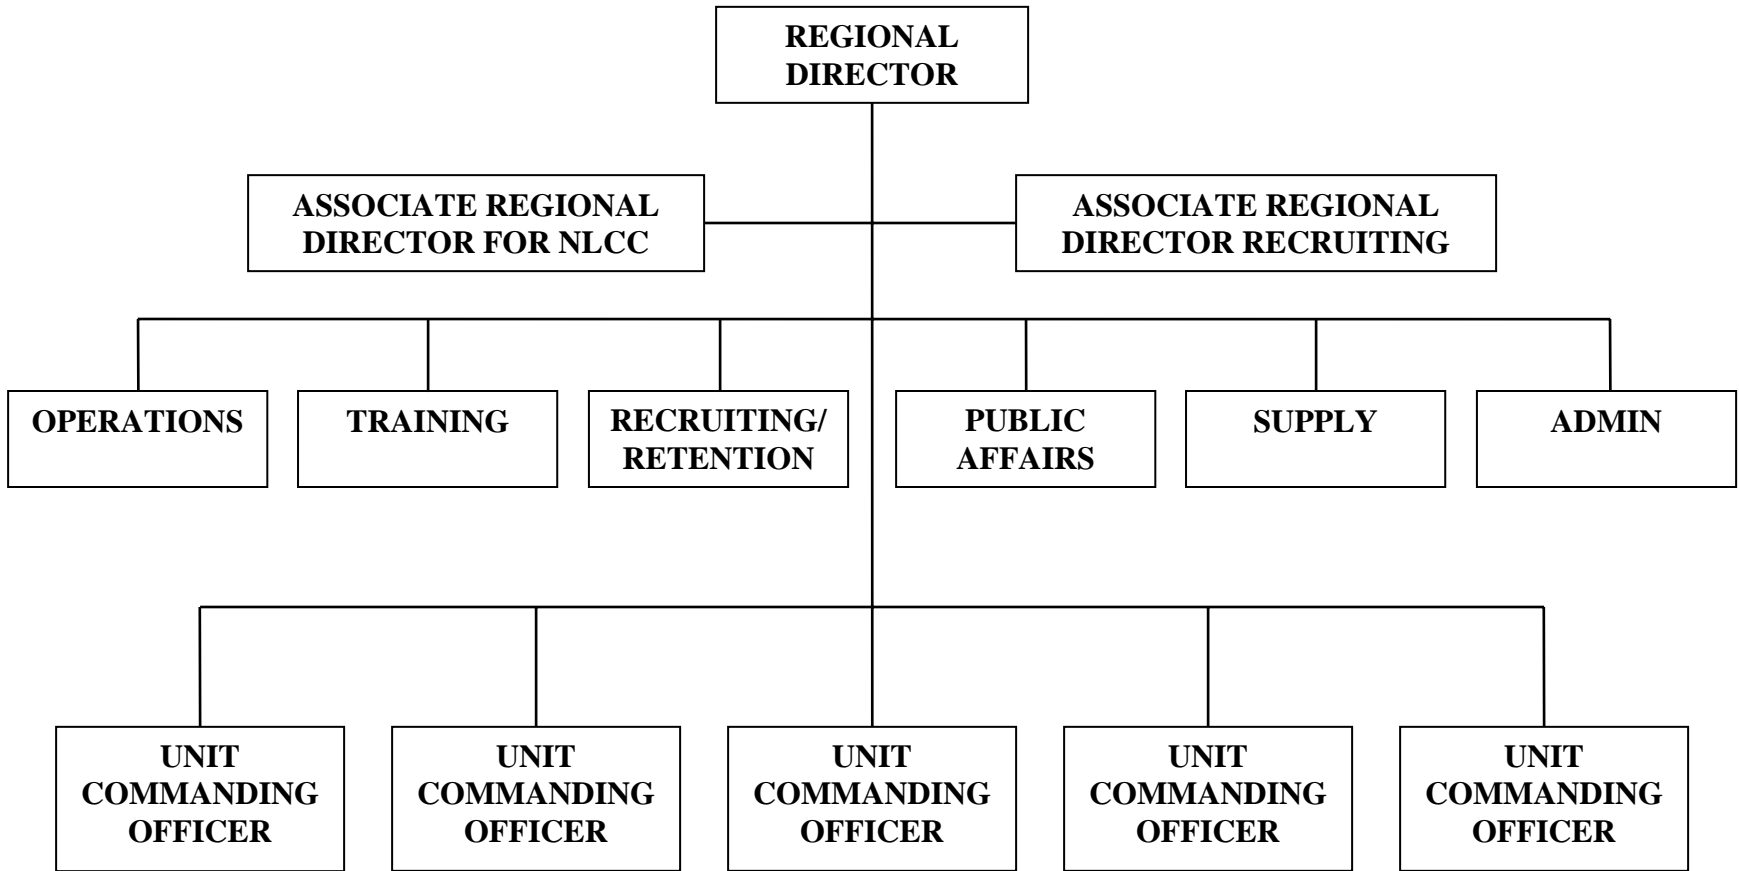 REGIONAL
DIRECTOR
ASSOCIATE REGIONAL
DIRECTOR FOR NLCC
ASSOCIATE REGIONAL
DIRECTOR RECRUITING
OPERATIONS
TRAINING
RECRUITING/
RETENTION
PUBLIC
AFFAIRS
SUPPLY
ADMIN
UNIT
COMMANDING
OFFICER
UNIT
COMMANDING
OFFICER
UNIT
COMMANDING
OFFICER
UNIT
COMMANDING
OFFICER
UNIT
COMMANDING
OFFICER